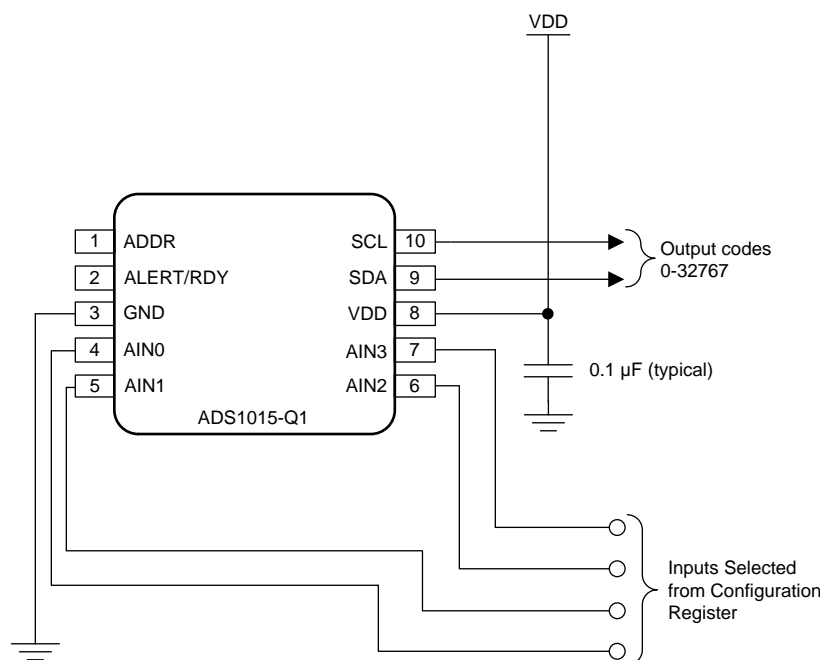 VDD
1 ADDR
2 ALERT/RDY
3 GND
4 AIN0
5 AIN1
SCL 10
SDA 9
VDD 8
AIN3 7
AIN2 6
ADS1015-Q1
Output codes
0-32767
0.1 µF (typical)
Inputs Selected
from Configuration
Register